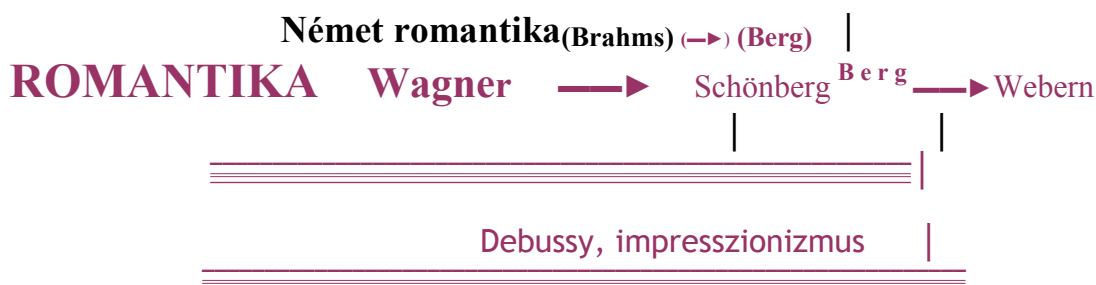 Német romantika(Brahms) (—►) (Berg) |
ROMANTIKA Wagner ——► Schönberg Berg ——► Webern
Debussy, impresszionizmus |